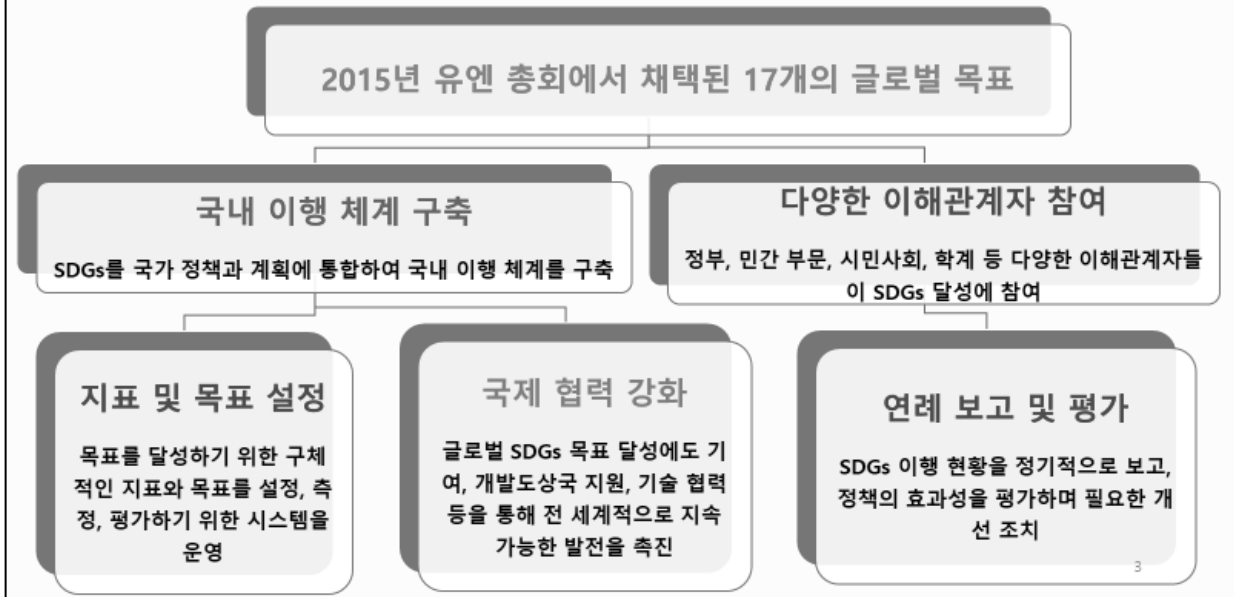 2015년 유엔 총회에서 채택된 17개의 글로벌 목표
국내 이행 체계 구축
SDGs를 국가 정책과 계획에 통합하여 국내 이행 체계를 구축
다양한 이해관계자 참여
정부, 민간 부문, 시민사회, 학계 등 다양한 이해관계자들
이 SDGs 달성에 참여
지표 및 목표 설정
목표를 달성하기 위한 구체
적인 지표와 목표를 설정, 측
정, 평가하기 위한 시스템을
운영
국제 협력 강화
글로벌 SDGs 목표 달성에도 기
여, 개발도상국 지원, 기술 협력
등을 통해 전 세계적으로 지속
가능한 발전을 촉진
연례 보고 및 평가
SDGs 이행 현황을 정기적으로 보고,
정책의 효과성을 평가하며 필요한 개
선 조치
3